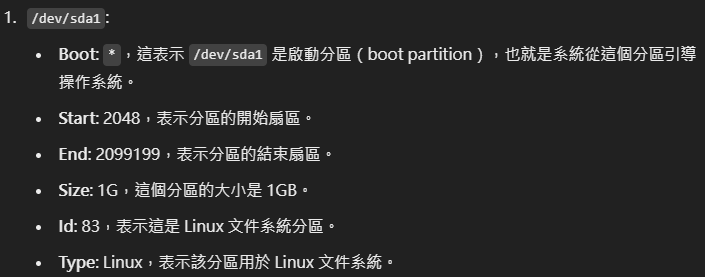 1. /dev/sda1:
• Boot: *，這表示 /dev/sda1 是啟動分區（boot partition），也就是系統從這個分區引導
操作系統。
• Start: 2048，表示分區的開始扇區。
• End: 2099199，表示分區的結束扇區。
• Size: 1G，這個分區的大小是 1GB。
• Id: 83，表示這是 Linux 文件系統分區。
• Type: Linux，表示該分區用於 Linux 文件系統。